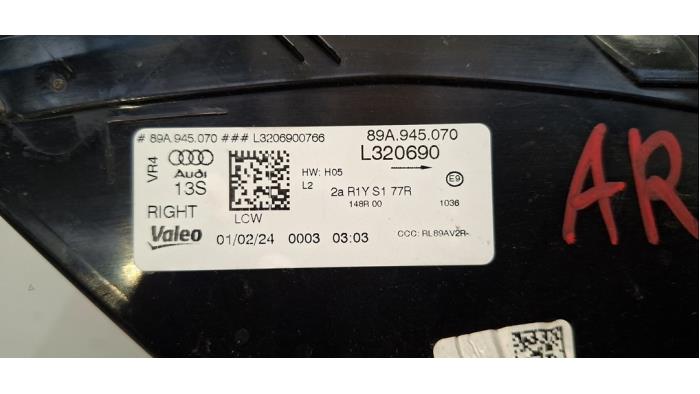 # 89A.945.070 ### L3206900766
89A.945.070
L320690
VR4
Audi
13S
HW: H05
L2
2a R1Y S1 77R
148R 00
E9
1036
RIGHT
LCW
Valeo
01/02/24 0003 03:03
CCC: RL89AV2R-
AR